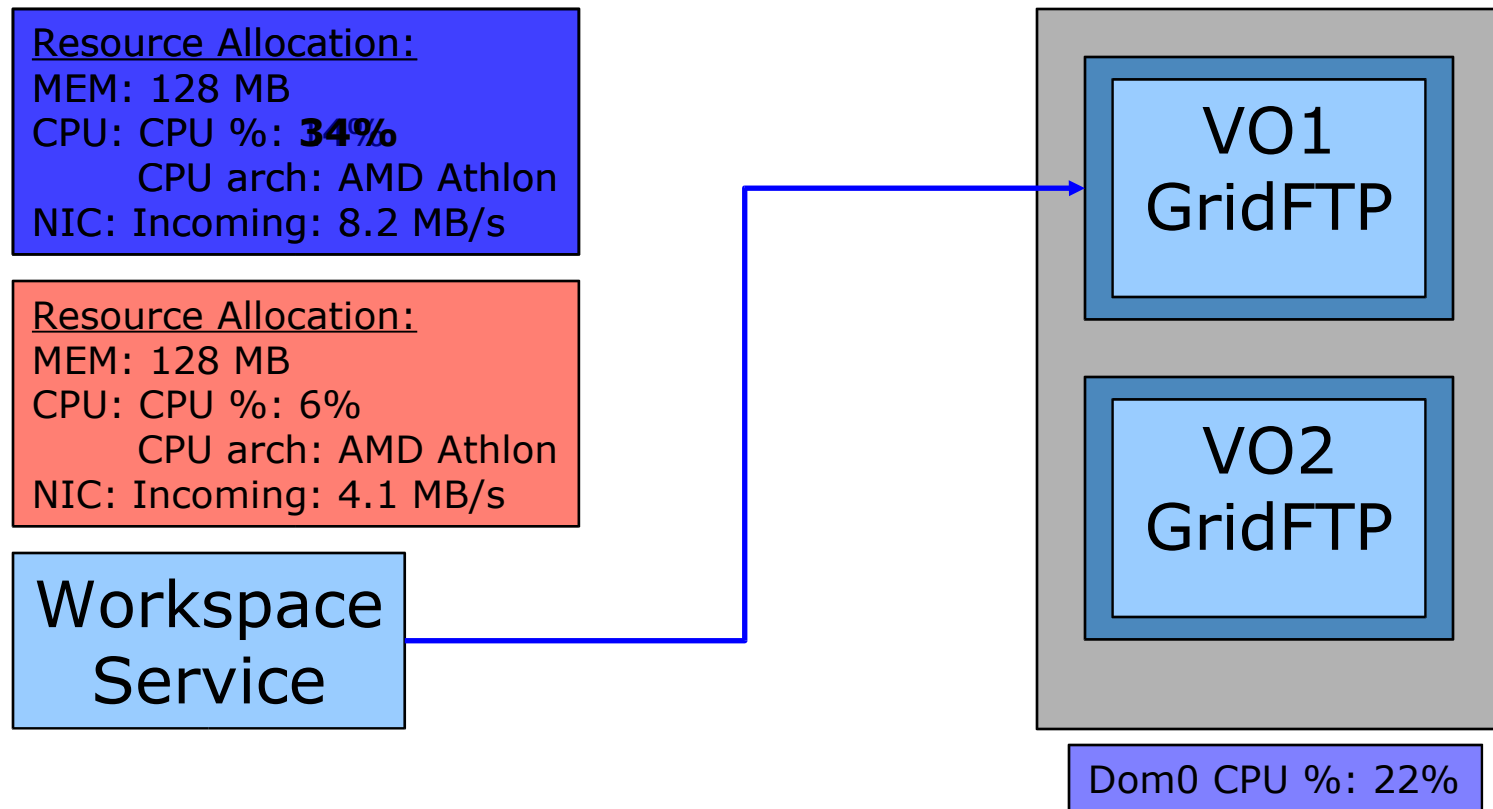 Resource Allocation:
MEM: 128 MB
CPU: CPU %: 34%
CPU arch: AMD Athlon
NIC: Incoming: 8.2 MB/s
Resource Allocation:
MEM: 128 MB
CPU: CPU %: 6%
CPU arch: AMD Athlon
NIC: Incoming: 4.1 MB/s
Workspace
Service
VO1
GridFTP
VO2
GridFTP
Dom0 CPU %: 22%